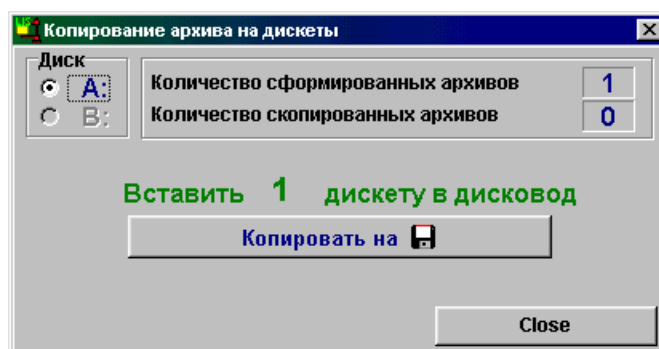 Копирование архива на дискеты
Диск
A:
B:
Количество сформированных архивов 1
Количество скопированных архивов 0
Вставить 1 дискету в дисковод
Копировать на
Close